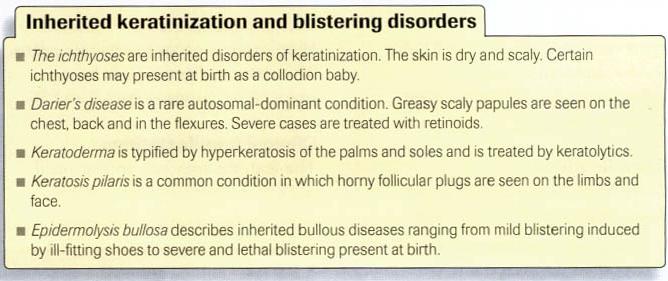 Inherited keratinization and blistering disorders
■ The ichthyoses are inherited disorders of keratinization. The skin is dry and scaly. Certain
ichthyoses may present at birth as a collodion baby.
■ Darier's disease is a rare autosomal-dominant condition. Greasy scaly papules are seen on the
chest, back and in the flexures. Severe cases are treated with retinoids.
■ Keratoderma is typified by hyperkeratosis of the palms and soles and is treated by keratolytics.
■ Keratosis pilaris is a common condition in which horny follicular plugs are seen on the limbs and
face.
■ Epidermolysis bullosa describes inherited bullous diseases ranging from mild blistering induced
by ill-fitting shoes to severe and lethal blistering present at birth.